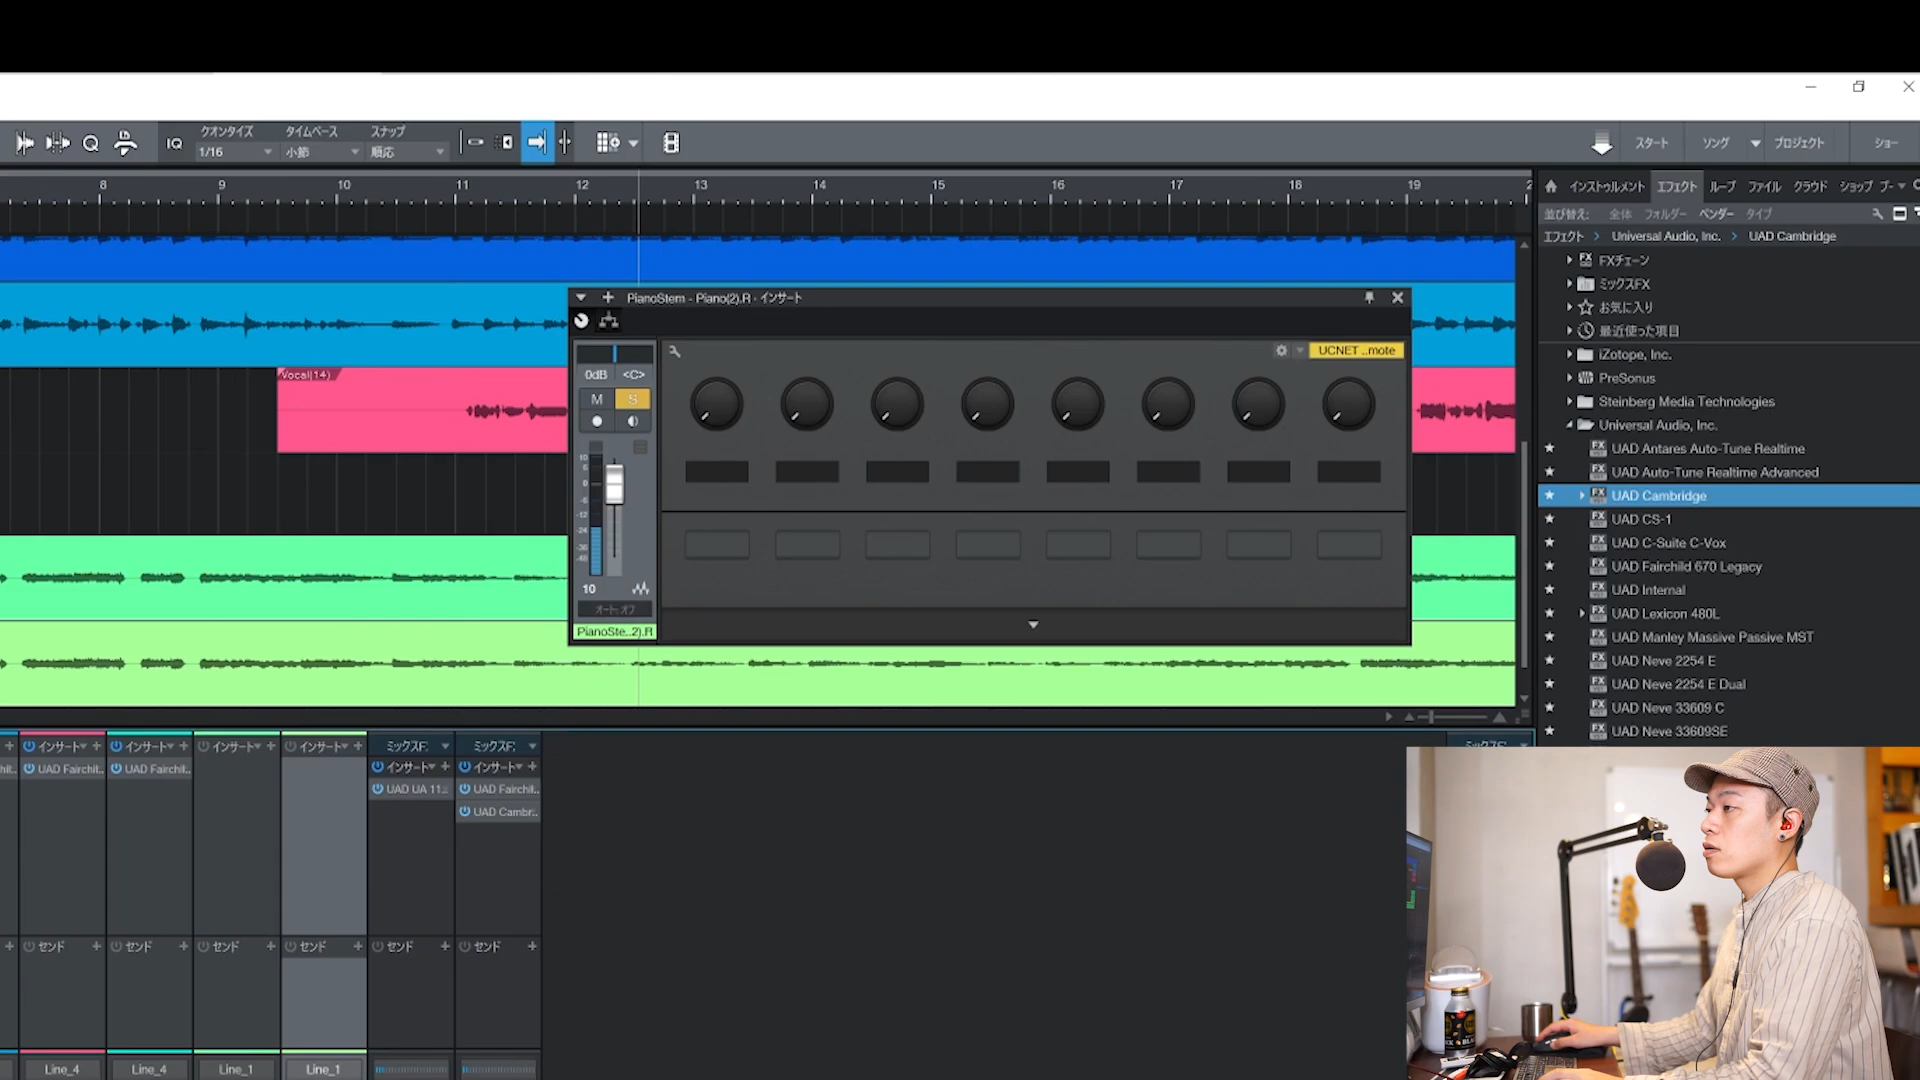 クオンタイズ
1/16
タイムベース
小節
スナップ
順応
IQ
スタート
ソング
プロジェクト
ショー
8 9 10 11 12 13 14 15 16 17 18 19 2
インストゥルメント エフェクト ループ ファイル クラウド ショップ プー
並び替え: 全体 フォルダー ベンダー タイプ
エフェクト > Universal Audio, Inc. > UAD Cambridge
FXチェーン
ミックスFX
お気に入り
最近使った項目
iZotope, Inc.
PreSonus
Steinberg Media Technologies
Universal Audio, Inc.
UAD Antares Auto-Tune Realtime
UAD Auto-Tune Realtime Advanced
UAD Cambridge
UAD CS-1
UAD C-Suite C-Vox
UAD Fairchild 670 Legacy
UAD Internal
UAD Lexicon 480L
UAD Manley Massive Passive MST
UAD Neve 2254 E
UAD Neve 2254 E Dual
UAD Neve 33609 C
UAD Neve 33609SE
Vocal(14)
PianoStem - Piano(2).R - インサート
0dB <C>
M S
UCNET ..mote
10
オート: オフ
PianoSte..2).R
インサート インサート インサート インサート ミックスF: ミックスF:
インサート インサート
UAD Fairchil.. UAD Fairchil..
UAD UA 11.. UAD Fairchil..
UAD Cambr..
センド センド センド センド センド センド
Line_4 Line_4 Line_1 Line_1